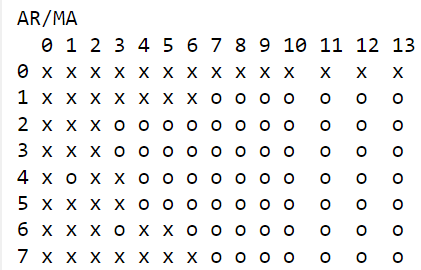 AR/MA
  0 1 2 3 4 5 6 7 8 9 10 11 12 13
0 x x x x x x x x x x x  x  x  x
1 x x x x x x x o o o o  o  o  o
2 x x x o o o o o o o o  o  o  o
3 x x x o o o o o o o o  o  o  o
4 x o x x o o o o o o o  o  o  o
5 x x x x o o o o o o o  o  o  o
6 x x x o x x o o o o o  o  o  o
7 x x x x x x x o o o o  o  o  o